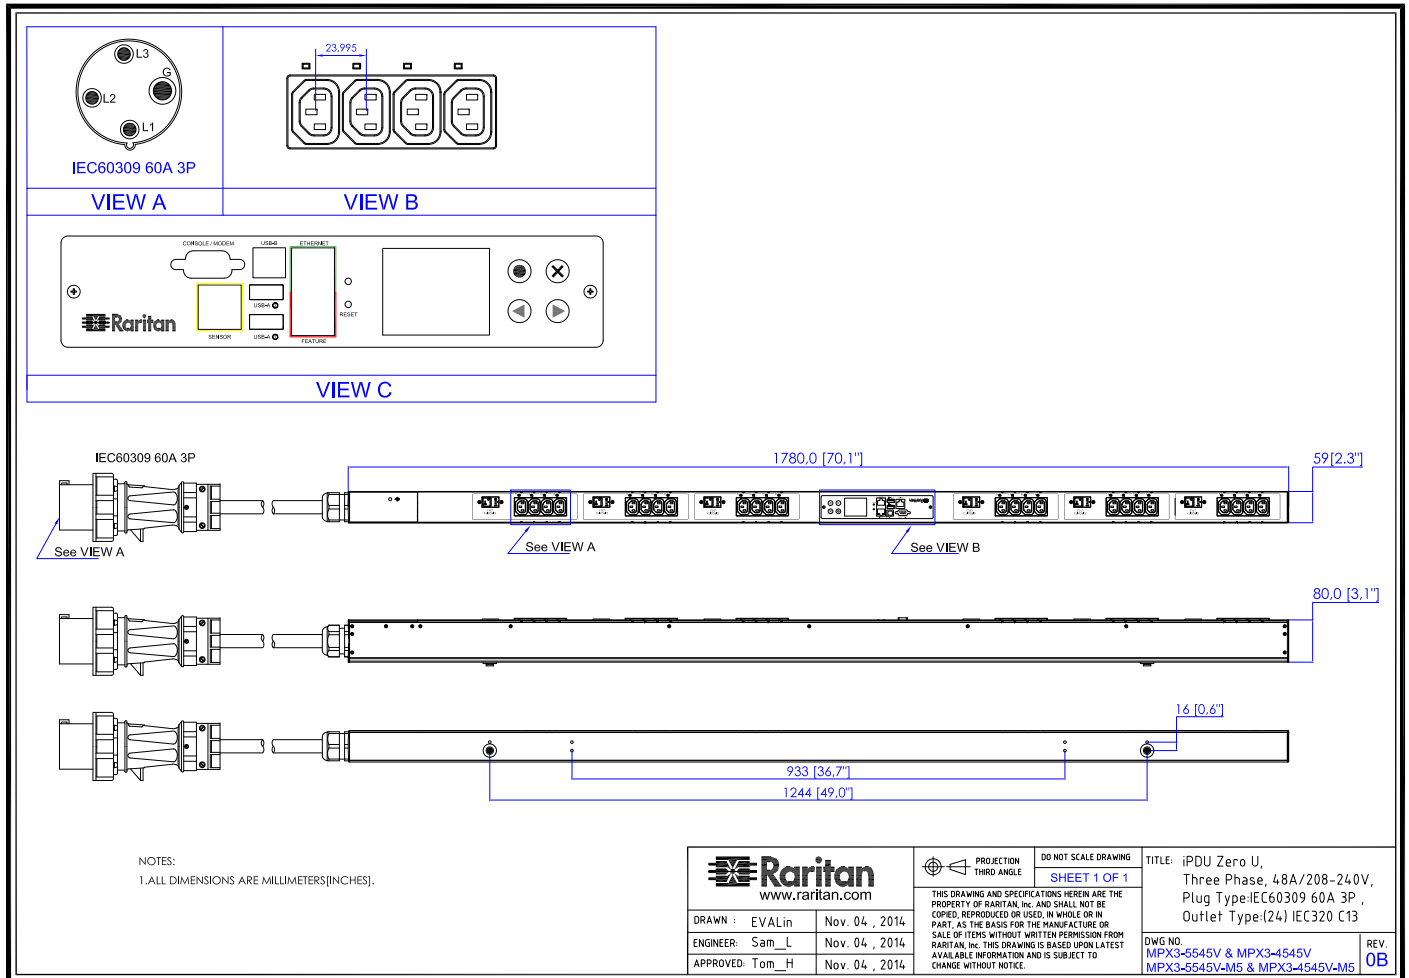 L3
G
L2
L1
IEC60309 60A 3P
VIEW A
23,995
VIEW B
CONSOLE / MODEM
USB-B
ETHERNET
Raritan
SENSOR
USB-A
USB-A
FEATURE
RESET
VIEW C
IEC60309 60A 3P
1780,0 [70,1"]
59[2.3"]
See VIEW A
See VIEW A
See VIEW B
80,0 [3,1"]
16 [0,6"]
933 [36,7"]
1244 [49,0"]
NOTES:
1.ALL DIMENSIONS ARE MILLIMETERS[INCHES].
Raritan
www.raritan.com
DRAWN : EVALin Nov. 04 , 2014
ENGINEER: Sam_L Nov. 04 , 2014
APPROVED: Tom_H Nov. 04 , 2014
PROJECTION
THIRD ANGLE
DO NOT SCALE DRAWING
SHEET 1 OF 1
THIS DRAWING AND SPECIFICATIONS HEREIN ARE THE
PROPERTY OF RARITAN, Inc. AND SHALL NOT BE
COPIED, REPRODUCED OR USED, IN WHOLE OR IN
PART, AS THE BASIS FOR THE MANUFACTURE OR
SALE OF ITEMS WITHOUT WRITTEN PERMISSION FROM
RARITAN, Inc. THIS DRAWING IS BASED UPON LATEST
AVAILABLE INFORMATION AND IS SUBJECT TO
CHANGE WITHOUT NOTICE.
TITLE: iPDU Zero U,
Three Phase, 48A/208-240V,
Plug Type:IEC60309 60A 3P ,
Outlet Type:(24) IEC320 C13
DWG NO.
MPX3-5545V & MPX3-4545V
MPX3-5545V-M5 & MPX3-4545V-M5
REV.
0B